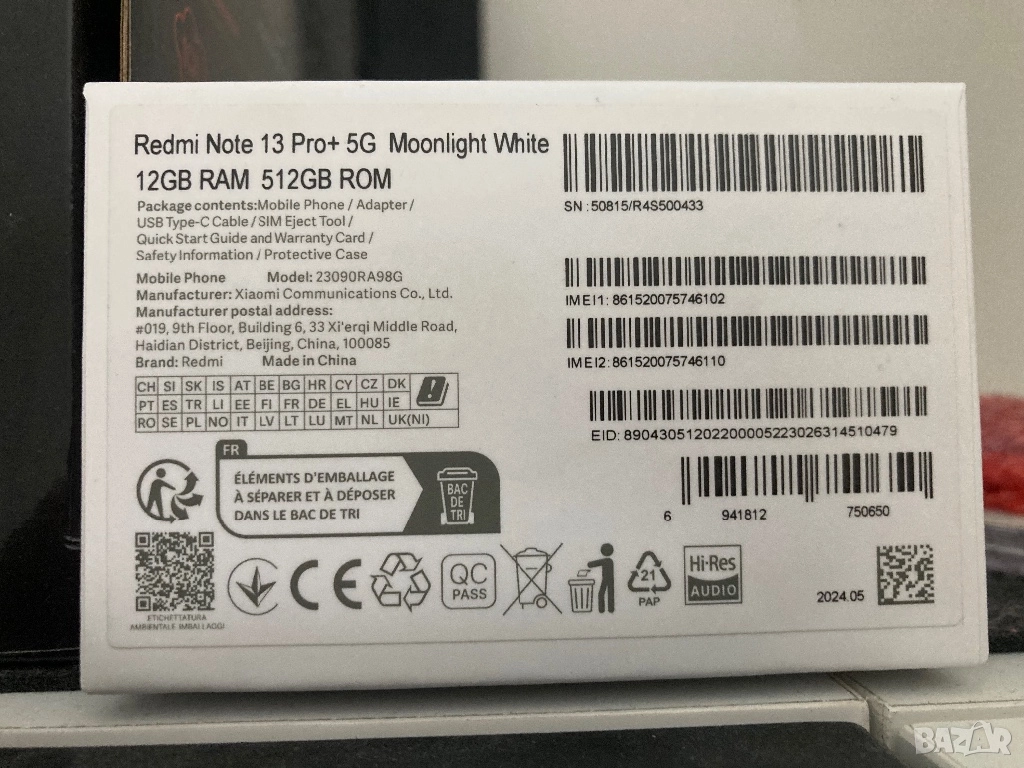 Redmi Note 13 Pro+ 5G Moonlight White
12GB RAM 512GB ROM
Package contents:Mobile Phone / Adapter /
USB Type-C Cable / SIM Eject Tool /
Quick Start Guide and Warranty Card /
Safety Information / Protective Case
Mobile Phone Model: 23090RA98G
Manufacturer: Xiaomi Communications Co., Ltd.
Manufacturer postal address:
#019, 9th Floor, Building 6, 33 Xi'erqi Middle Road,
Haidian District, Beijing, China, 100085
Brand: Redmi Made in China
CH SI SK IS AT BE BG HR CY CZ DK
PT ES TR LI EE FI FR DE EL HU IE
RO SE PL NO IT LV LT LU MT NL UK(NI)
SN : 50815/R4S500433
IMEI1: 861520075746102
IMEI2: 861520075746110
EID: 89043051202200005223026314510479
6 941812 750650
FR
ÉLÉMENTS D'EMBALLAGE
À SÉPARER ET À DÉPOSER
DANS LE BAC DE TRI
BAC
DE
TRI
ETICHETTATURA
AMBIENTALE IMBALLAGGI
CE
QC
PASS
21
PAP
Hi-Res
AUDIO
2024.05
BAZAR